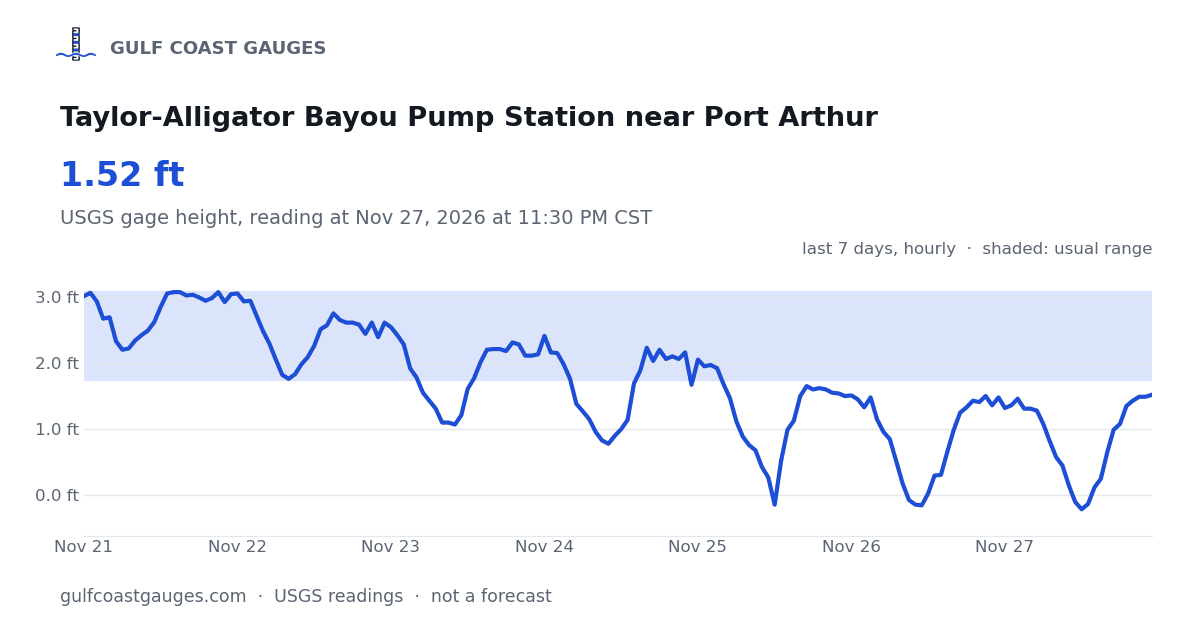 GULF COAST GAUGES
Taylor-Alligator Bayou Pump Station near Port Arthur
1.52 ft
USGS gage height, reading at Nov 27, 2026 at 11:30 PM CST
last 7 days, hourly · shaded: usual range
3.0 ft
2.0 ft
1.0 ft
0.0 ft
Nov 21 Nov 22 Nov 23 Nov 24 Nov 25 Nov 26 Nov 27
gulfcoastgauges.com · USGS readings · not a forecast